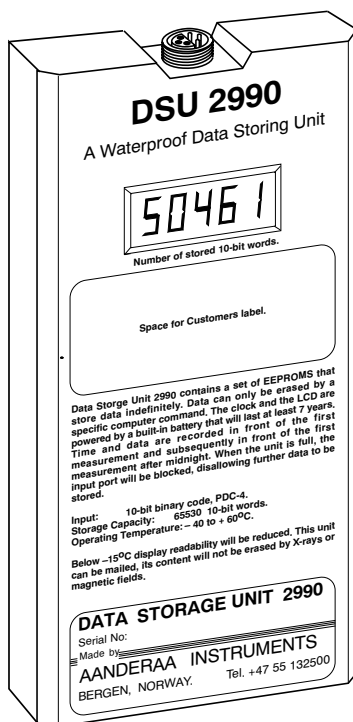 DSU 2990
A Waterproof Data Storing Unit
50461
Number of stored 10-bit words.
Space for Customers label.
Data Storge Unit 2990 contains a set of EEPROMS that
store data indefinitely. Data can only be erased by a
specific computer command. The clock and the LCD are
powered by a built-in battery that will last at least 7 years.
Time and data are recorded in front of the first
measurement and subsequently in front of the first
measurement after midnight. When the unit is full, the
input port will be blocked, disallowing further data to be
stored.
Input: 10-bit binary code, PDC-4.
Storage Capacity: 65530 10-bit words.
Operating Temperature: – 40 to + 60°C.
Below –15°C display readability will be reduced. This unit
can be mailed, its content will not be erased by X-rays or
magnetic fields.
DATA STORAGE UNIT 2990
Serial No:
Made by
AANDERAA INSTRUMENTS
BERGEN, NORWAY. Tel. +47 55 132500